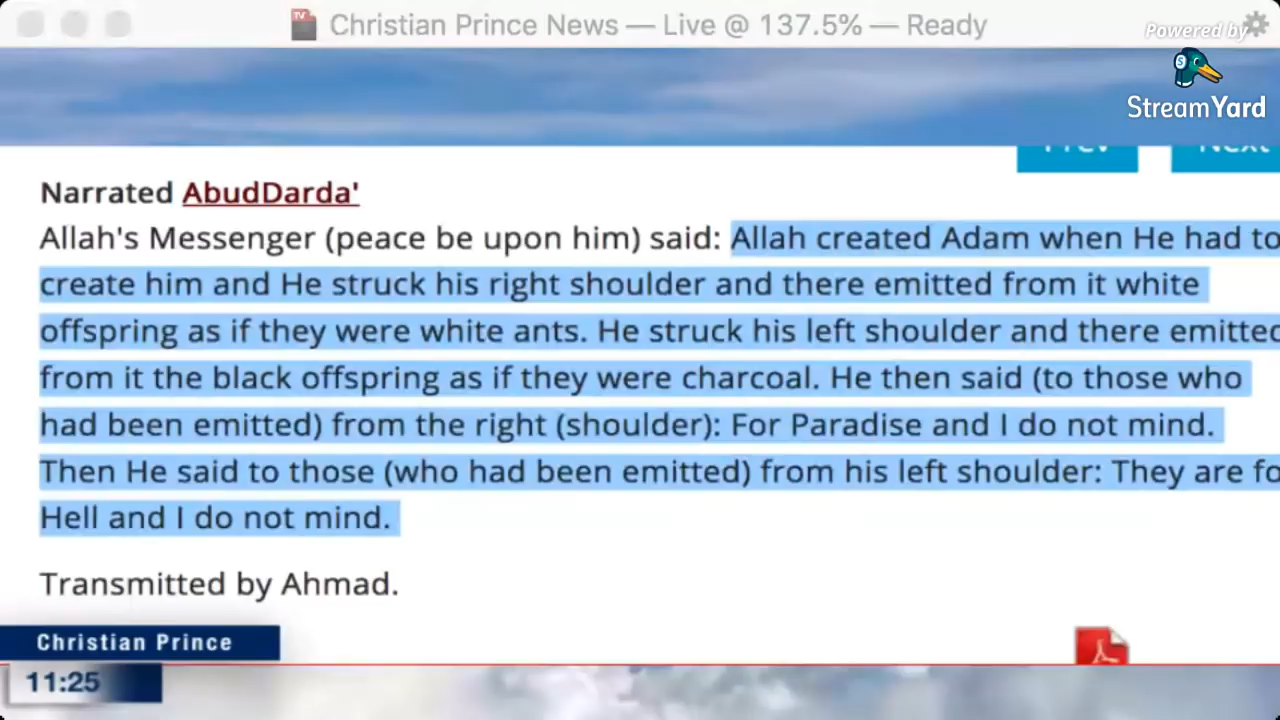 Christian Prince News — Live @ 137.5% — Ready
Powered by
StreamYard
Prev
Next
Narrated AbudDarda'
Allah's Messenger (peace be upon him) said: Allah created Adam when He had to
create him and He struck his right shoulder and there emitted from it white
offspring as if they were white ants. He struck his left shoulder and there emitted
from it the black offspring as if they were charcoal. He then said (to those who
had been emitted) from the right (shoulder): For Paradise and I do not mind.
Then He said to those (who had been emitted) from his left shoulder: They are fo
Hell and I do not mind.
Transmitted by Ahmad.
Christian Prince
11:25